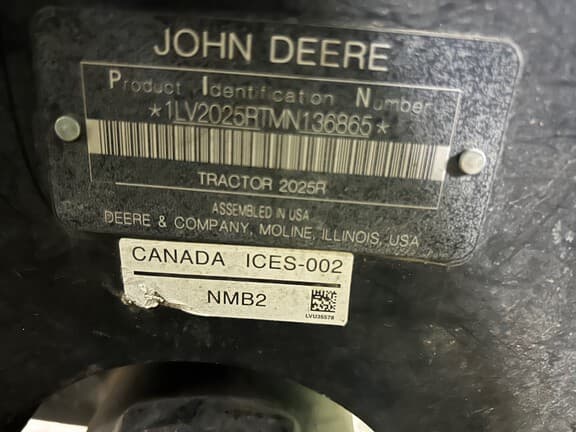 JOHN DEERE
Product Identification Number
*1LV2025RTMN136865*
TRACTOR 2025R
ASSEMBLED IN USA
DEERE & COMPANY, MOLINE, ILLINOIS, USA
CANADA ICES-002
NMB2
LVU35578